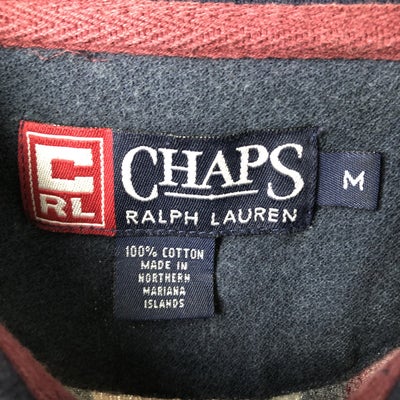 C
RL
CHAPS
RALPH LAUREN
M
100% COTTON
MADE IN
NORTHERN
MARIANA
ISLANDS